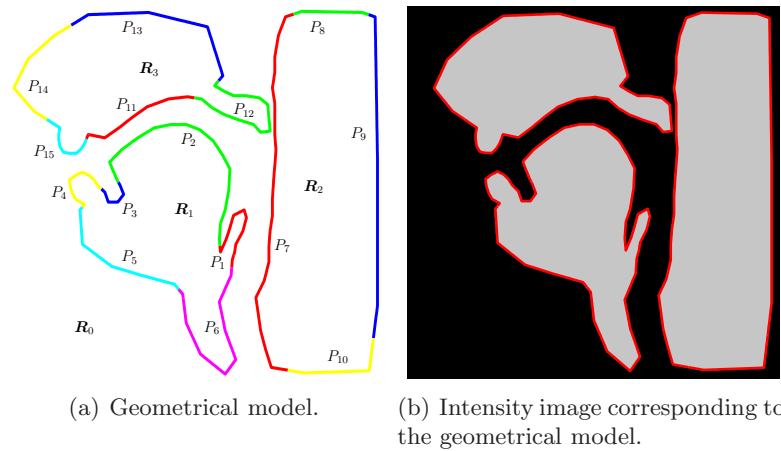 P13
P8
R3
P14
P11
P12
P2
P9
P15
P4
R2
P3
R1
P7
P1
P5
R0
P6
P10
(a) Geometrical model.
(b) Intensity image corresponding to
the geometrical model.